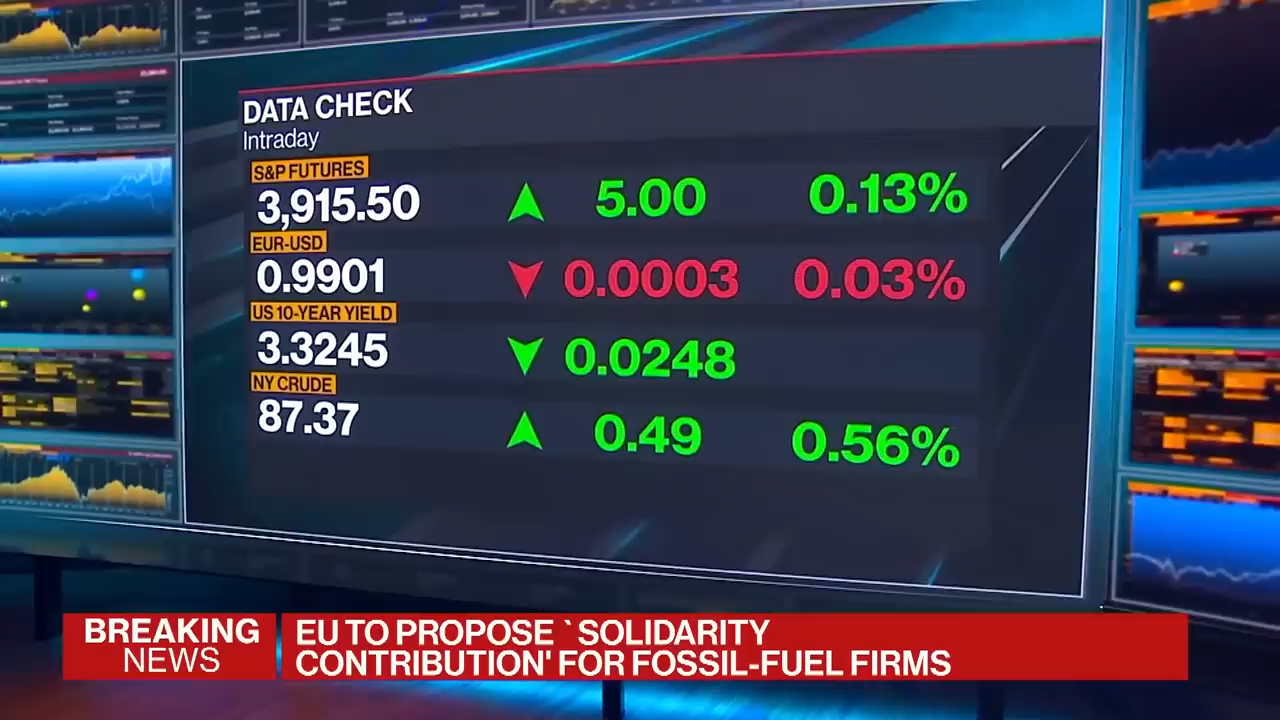 DATA CHECK
Intraday
S&P FUTURES
3,915.50 ▲ 5.00 0.13%
EUR-USD
0.9901 ▼ 0.0003 0.03%
US 10-YEAR YIELD
3.3245 ▼ 0.0248
NY CRUDE
87.37 ▲ 0.49 0.56%
BREAKING
NEWS
EU TO PROPOSE `SOLIDARITY
CONTRIBUTION' FOR FOSSIL-FUEL FIRMS